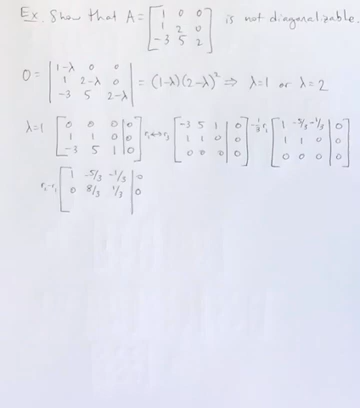 Ex. Show that A = [1 0 0; 1 2 0; -3 5 2] is not diagonalizable.
0 = |1-λ 0 0; 1 2-λ 0; -3 5 2-λ| = (1-λ)(2-λ)² ⇒ λ=1 or λ=2
λ=1 [0 0 0 | 0; 1 1 0 | 0; -3 5 1 | 0] r₁↔r₃ [-3 5 1 | 0; 1 1 0 | 0; 0 0 0 | 0] -1/3 r₁ [1 -5/3 -1/3 | 0; 1 1 0 | 0; 0 0 0 | 0]
r₂-r₁ [1 -5/3 -1/3 | 0; 0 8/3 1/3 | 0]